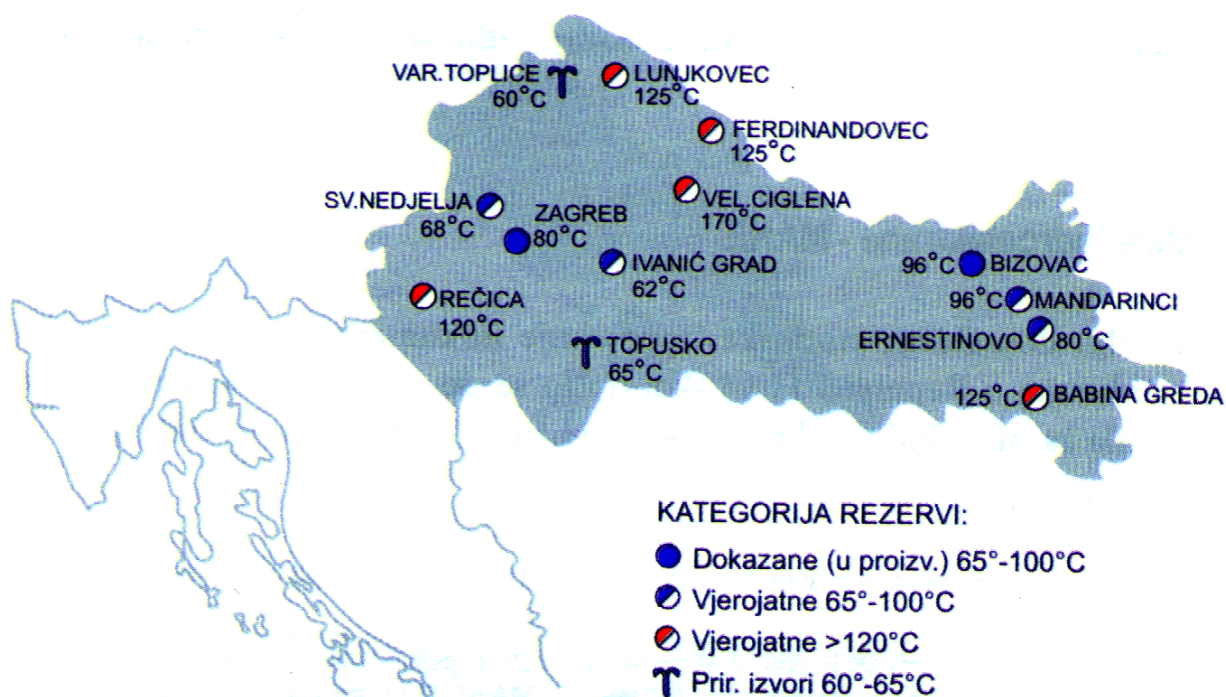 VAR.TOPLICE
60°C
LUNJKOVEC
125°C
FERDINANDOVEC
125°C
SV.NEDJELJA
68°C
ZAGREB
80°C
VEL.CIGLENA
170°C
IVANIĆ GRAD
62°C
REČICA
120°C
TOPUSKO
65°C
96°C BIZOVAC
96°C MANDARINCI
ERNESTINOVO 80°C
125°C BABINA GREDA
KATEGORIJA REZERVI:
Dokazane (u proizv.) 65°-100°C
Vjerojatne 65°-100°C
Vjerojatne >120°C
Prir. izvori 60°-65°C